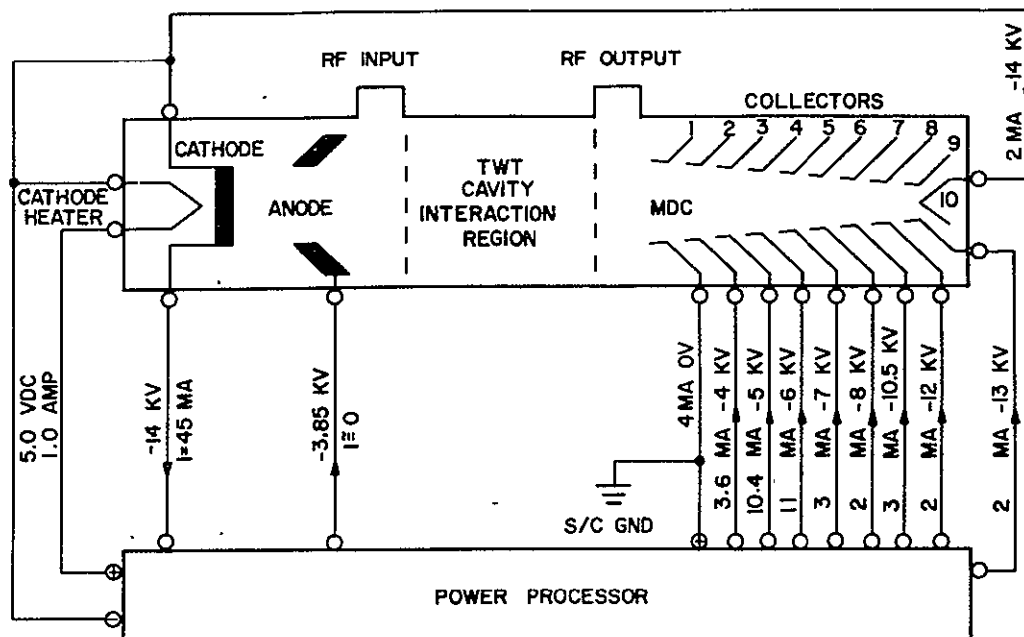 RF INPUT
RF OUTPUT
COLLECTORS
1 2 3 4 5 6 7 8 9
10
CATHODE
CATHODE
HEATER
ANODE
TWT
CAVITY
INTERACTION
REGION
MDC
2 MA -14 KV
5.0 VDC
1.0 AMP
-14 KV
I≅45 MA
-3.85 KV
I≅0
4MA 0V
3.6 MA -4 KV
10.4 MA -5 KV
11 MA -6 KV
3 MA -7 KV
2 MA -8 KV
3 MA -10.5 KV
2 MA -12 KV
2 MA -13 KV
S/C GND
POWER PROCESSOR